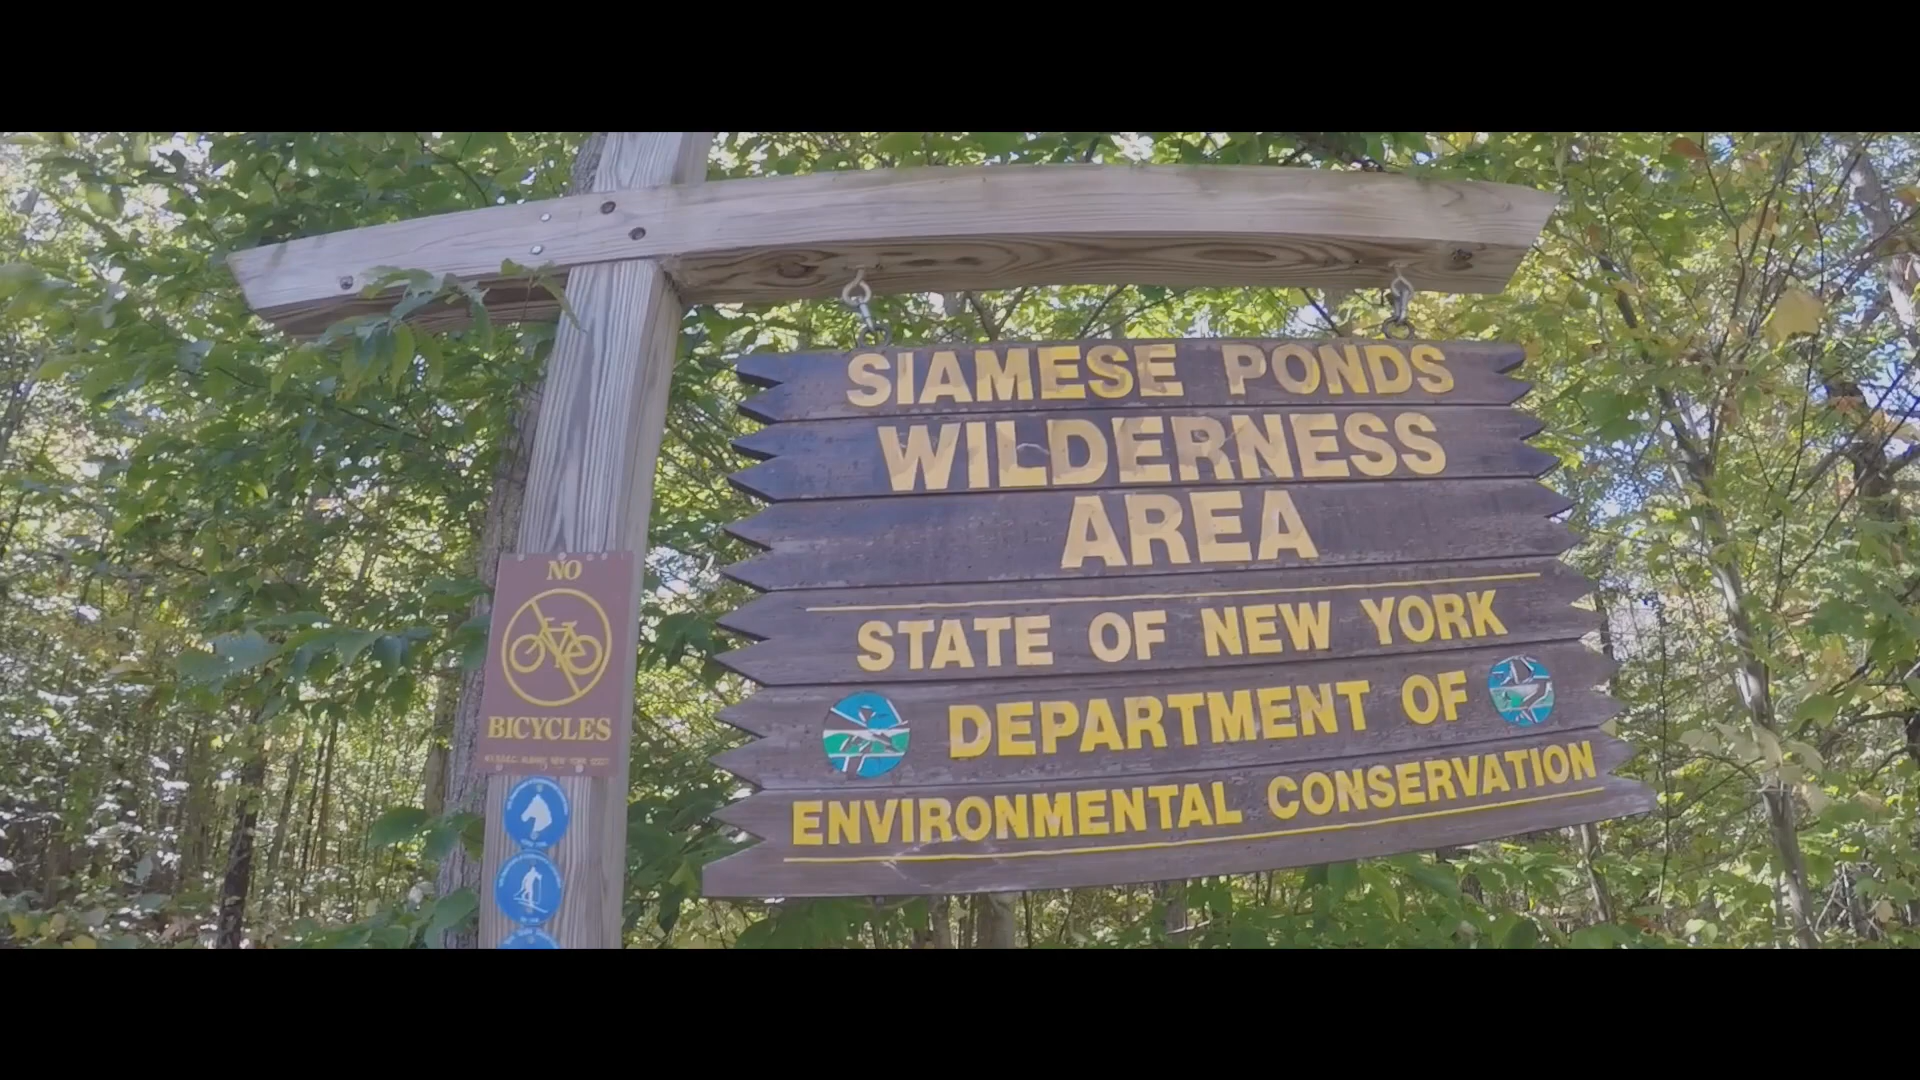 SIAMESE PONDS
WILDERNESS
AREA
STATE OF NEW YORK
DEPARTMENT OF
ENVIRONMENTAL CONSERVATION
NO
BICYCLES